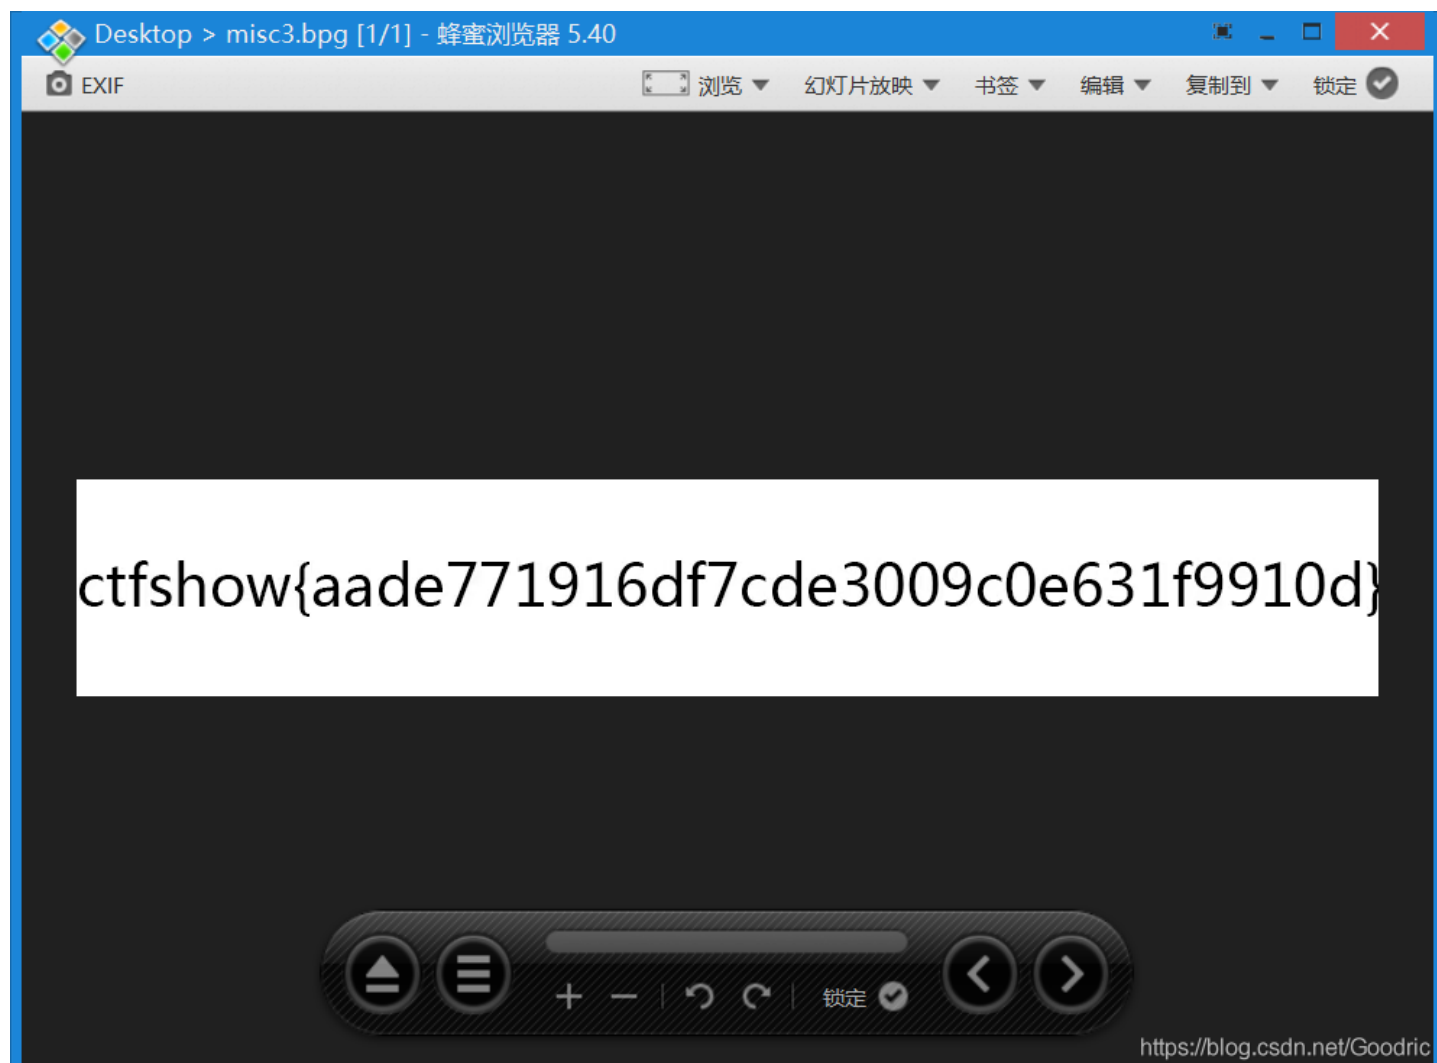 Desktop > misc3.bpg [1/1] - 蜂蜜浏览器 5.40
EXIF 浏览 幻灯片放映 书签 编辑 复制到 锁定
ctfshow{aade771916df7cde3009c0e631f9910d}
锁定
https://blog.csdn.net/Goodric